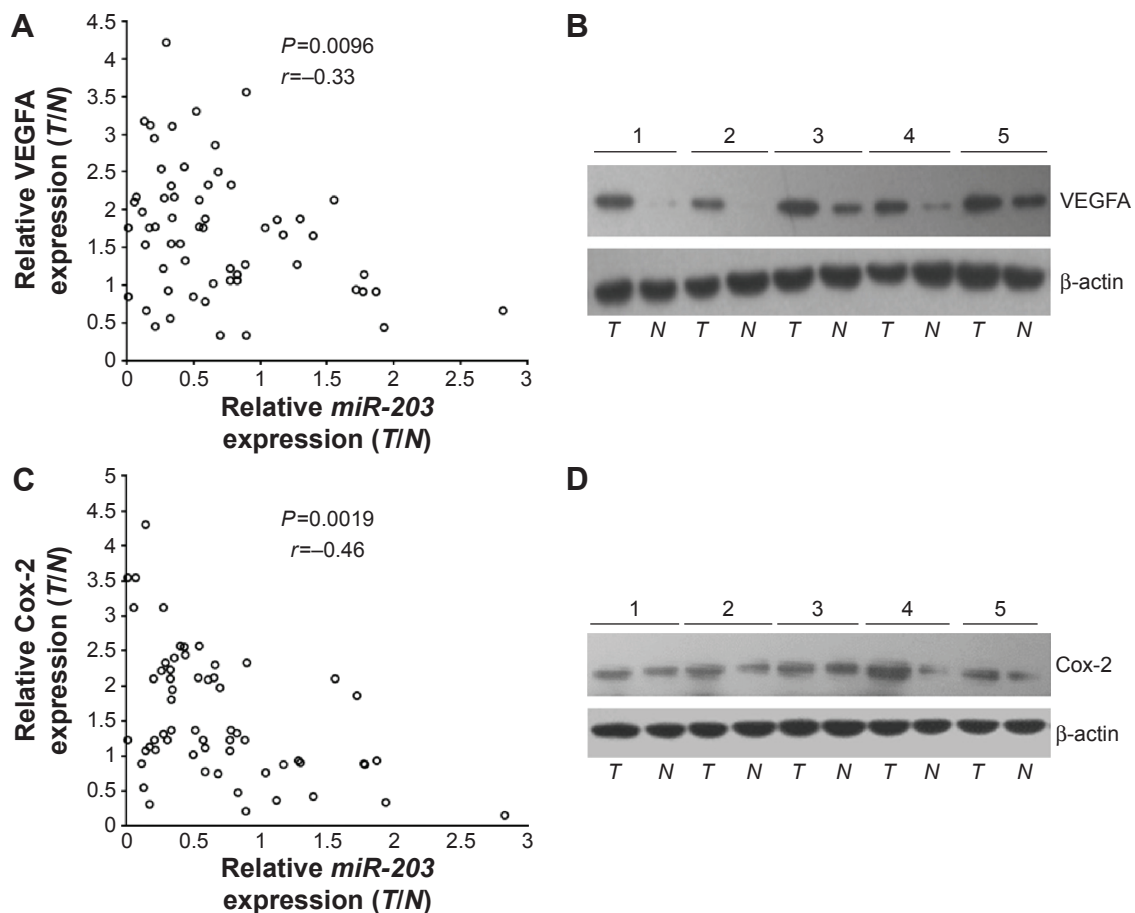 A
Relative VEGFA
expression (T/N)
4.5
4
3.5
3
2.5
2
1.5
1
0.5
0
P=0.0096
r=–0.33
0 0.5 1 1.5 2 2.5 3
Relative miR-203
expression (T/N)
B
1 2 3 4 5
VEGFA
β-actin
T N T N T N T N T N
C
Relative Cox-2
expression (T/N)
5
4.5
4
3.5
3
2.5
2
1.5
1
0.5
0
P=0.0019
r=–0.46
0 0.5 1 1.5 2 2.5 3
Relative miR-203
expression (T/N)
D
1 2 3 4 5
Cox-2
β-actin
T N T N T N T N T N